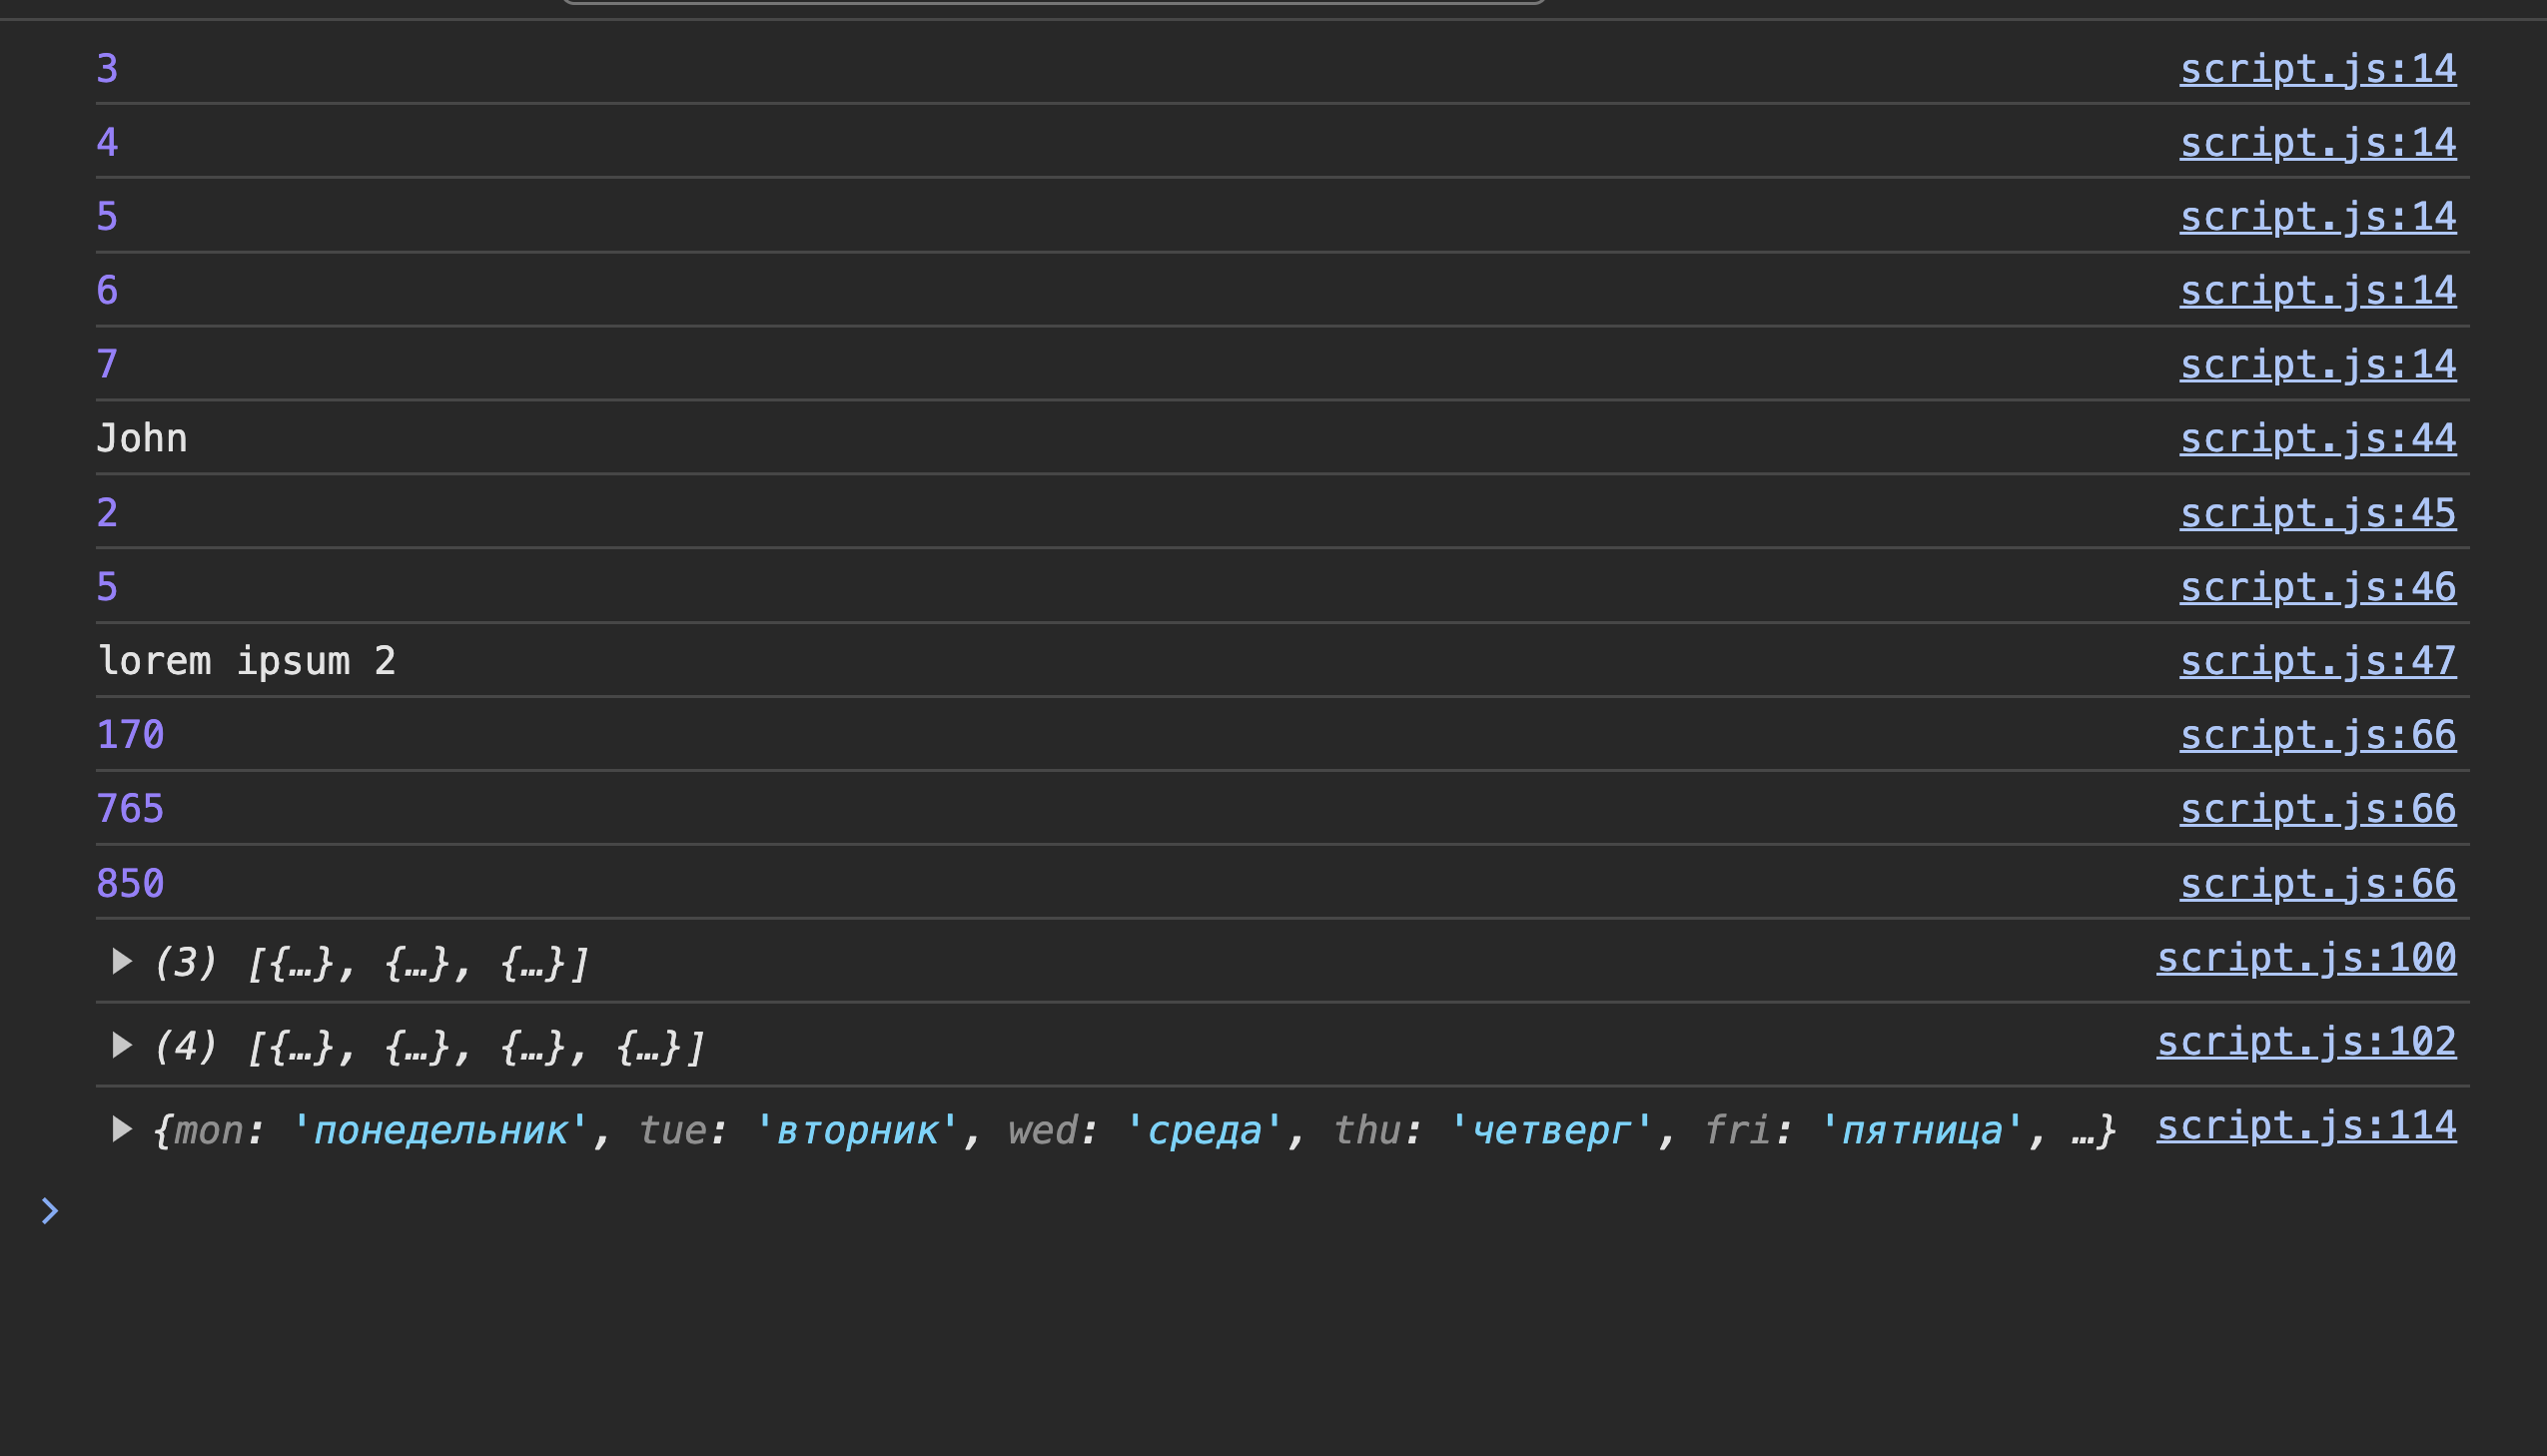 3 script.js:14
4 script.js:14
5 script.js:14
6 script.js:14
7 script.js:14
John script.js:44
2 script.js:45
5 script.js:46
lorem ipsum 2 script.js:47
170 script.js:66
765 script.js:66
850 script.js:66
(3) [{…}, {…}, {…}] script.js:100
(4) [{…}, {…}, {…}, {…}] script.js:102
{mon: 'понедельник', tue: 'вторник', wed: 'среда', thu: 'четверг', fri: 'пятница', …} script.js:114